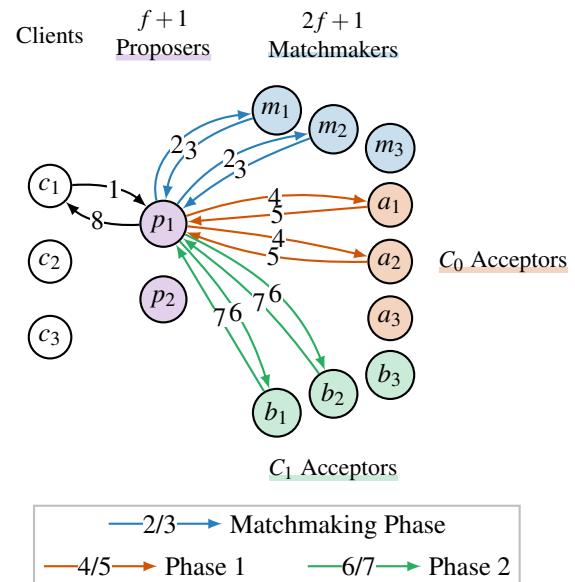 Clients
f + 1
Proposers
2f + 1
Matchmakers
m1
m2
m3
c1
c2
c3
p1
p2
a1
a2
a3
C0 Acceptors
b1
b2
b3
C1 Acceptors
1
8
2
3
2
3
4
5
4
5
7
6
7
6
2/3 Matchmaking Phase
4/5 Phase 1
6/7 Phase 2